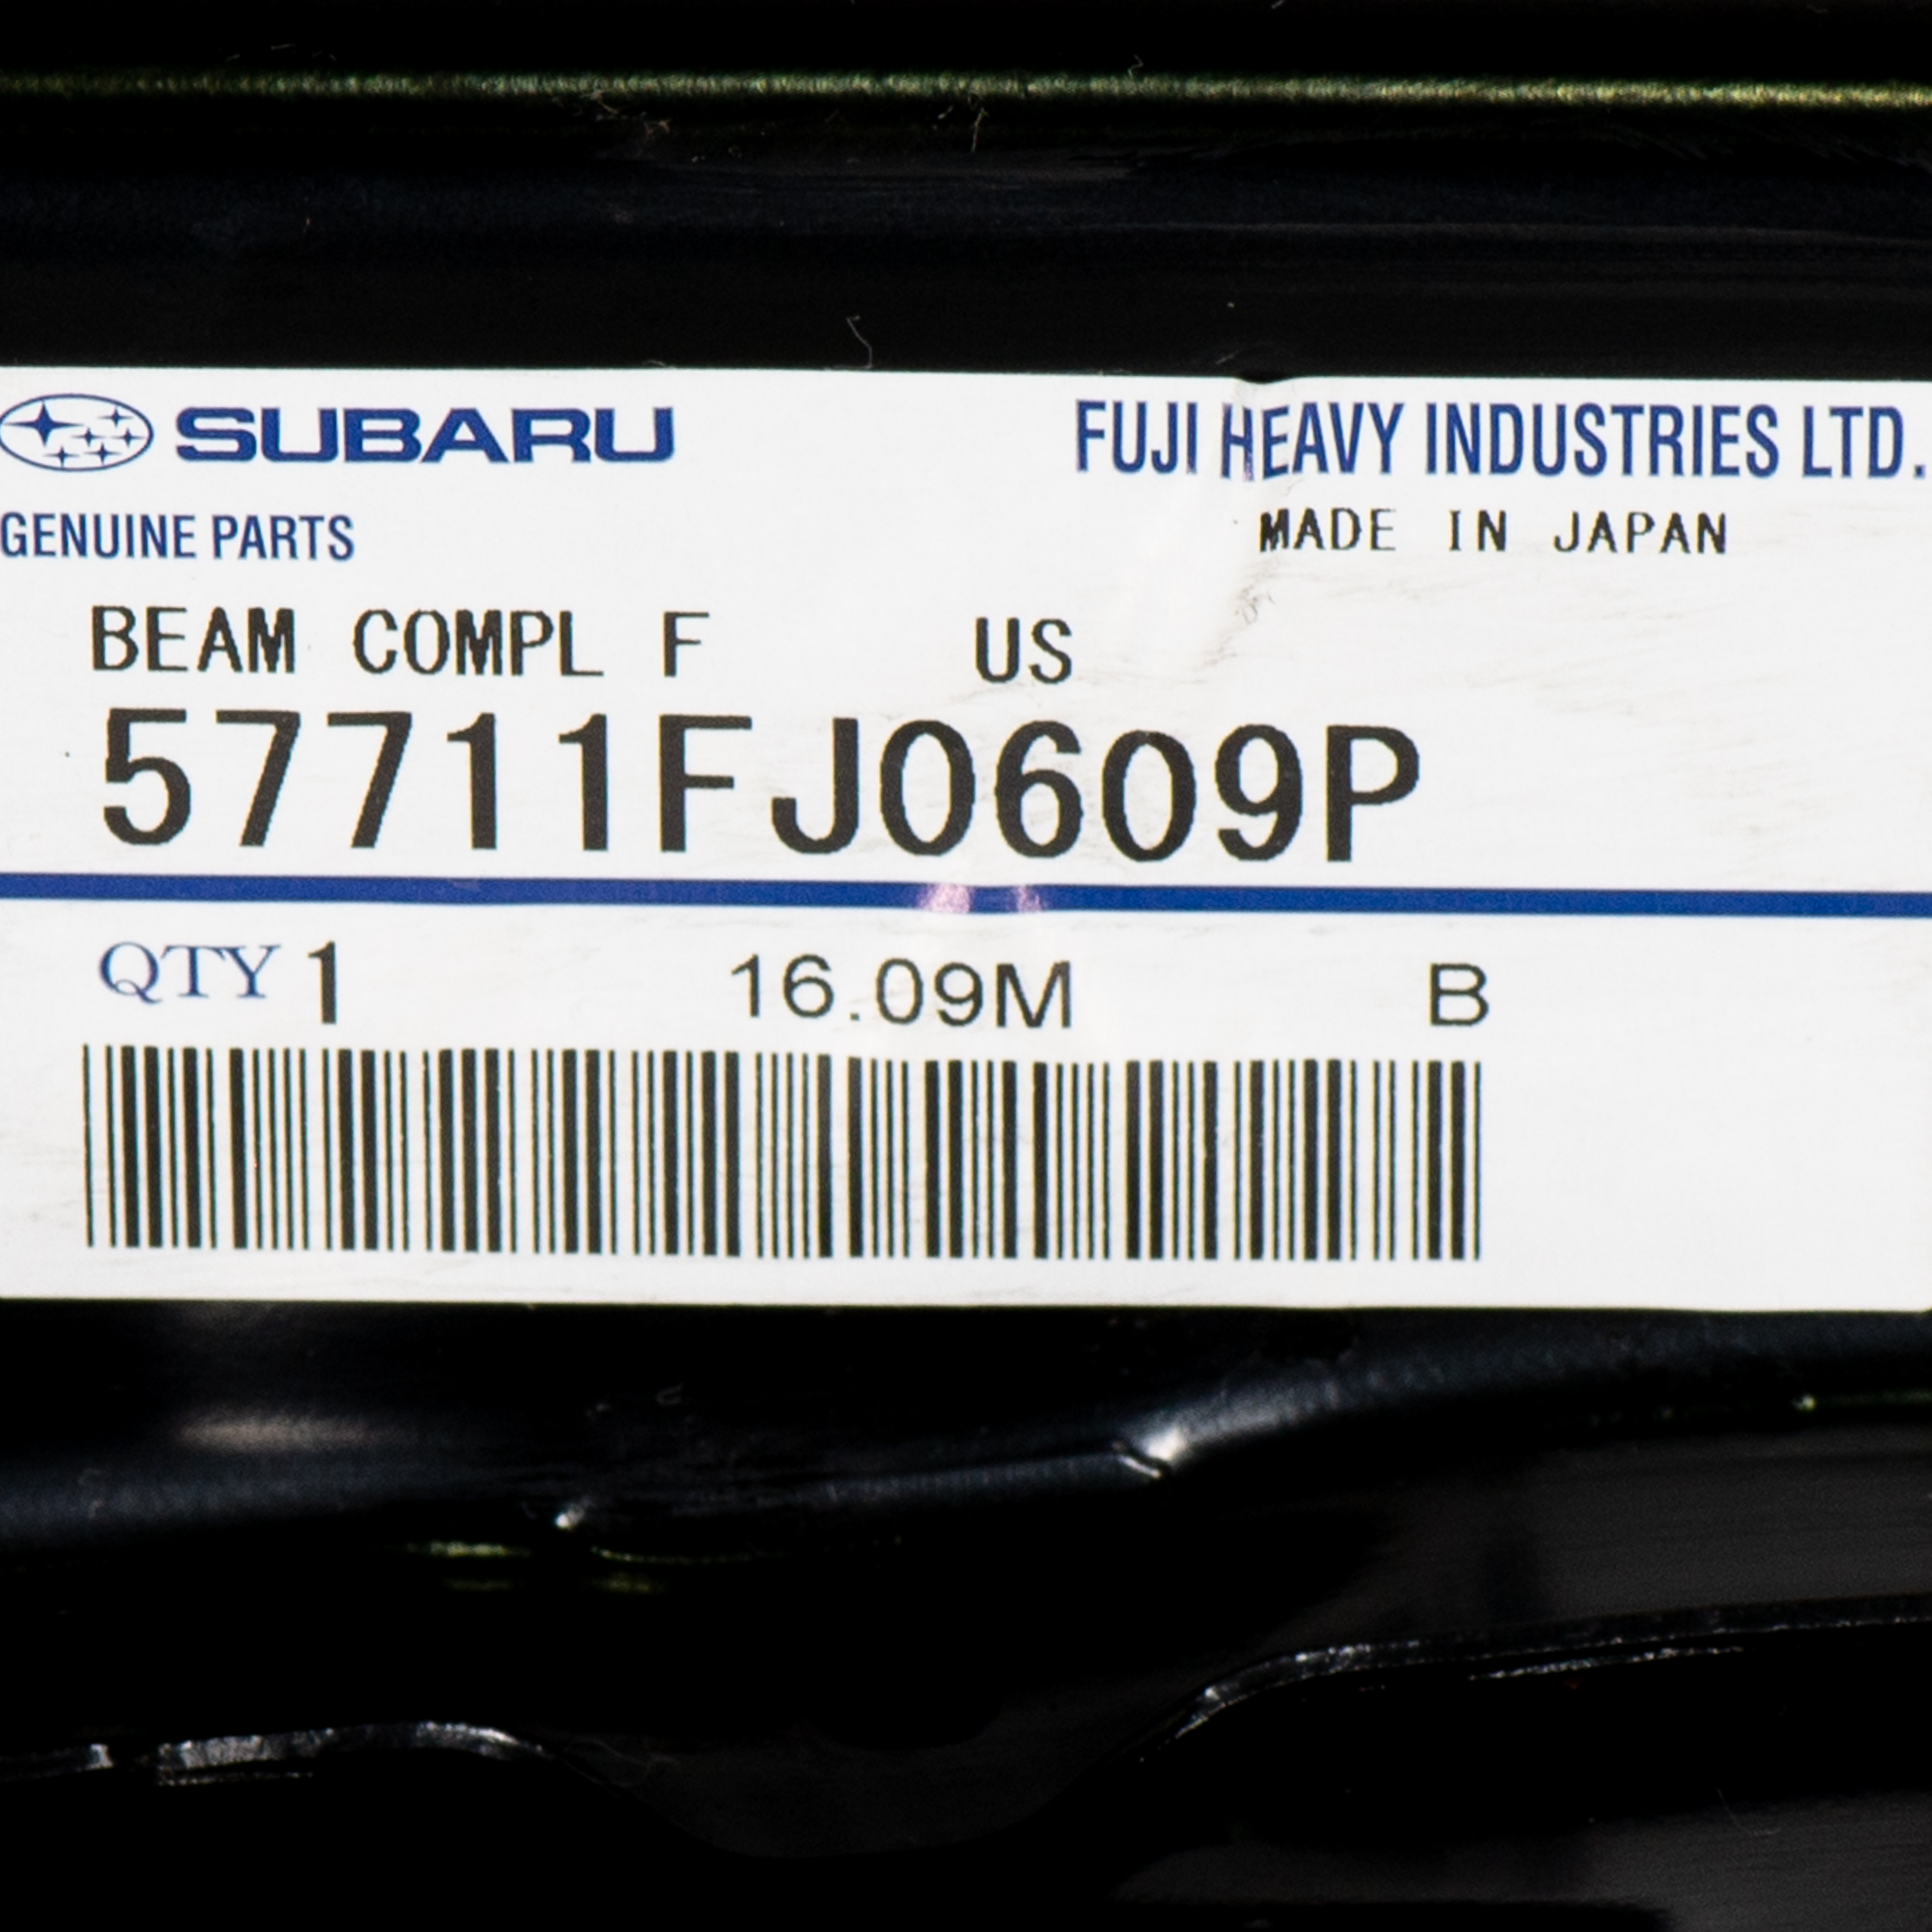 SUBARU FUJI HEAVY INDUSTRIES LTD.
GENUINE PARTS MADE IN JAPAN
BEAM COMPL F US
57711FJ0609P
QTY 1 16.09M B